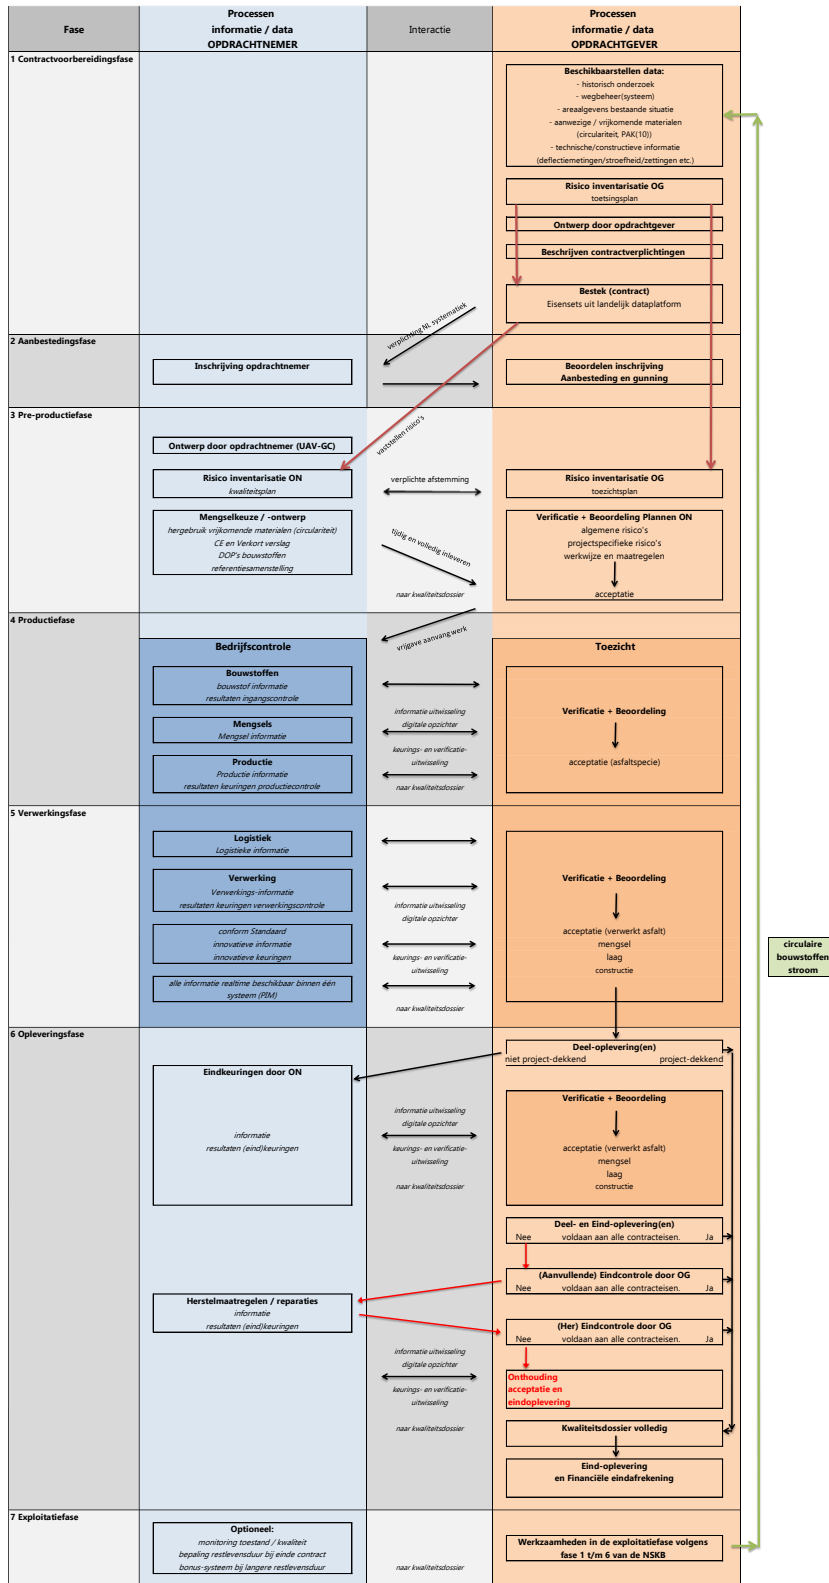 Fase
Processen
informatie / data
OPDRACHTNEMER
Interactie
Processen
informatie / data
OPDRACHTGEVER
1 Contractvoorbereidingsfase
Beschikbaarstellen data:
- historisch onderzoek
- wegbeheer(systeem)
- areaalgevens bestaande situatie
- aanwezige / vrijkomende materialen
(circulariteit, PAK(10))
- technische/constructieve informatie
(deflectiemetingen/stroefheid/zettingen etc.)
Risico inventarisatie OG
toetsingsplan
Ontwerp door opdrachtgever
Beschrijven contractverplichtingen
Bestek (contract)
Eisensets uit landelijk dataplatform
verplichting NL systematiek
2 Aanbestedingsfase
Inschrijving opdrachtnemer
Beoordelen inschrijving
Aanbesteding en gunning
3 Pre-productiefase
vaststellen risico's
Ontwerp door opdrachtnemer (UAV-GC)
Risico inventarisatie ON
kwaliteitsplan
verplichte afstemming
Risico inventarisatie OG
toezichtsplan
Mengselkeuze / -ontwerp
hergebruik vrijkomende materialen (circulariteit)
CE en Verkort verslag
DOP's bouwstoffen
referentiesamenstelling
tijdig en volledig inleveren
naar kwaliteitsdossier
Verificatie + Beoordeling Plannen ON
algemene risico's
projectspecifieke risico's
werkwijze en maatregelen
acceptatie
4 Productiefase
vrijgave aanvang werk
Bedrijfscontrole
Toezicht
Bouwstoffen
bouwstof informatie
resultaten ingangscontrole
Mengsels
Mengsel informatie
Productie
Productie informatie
resultaten keuringen productiecontrole
informatie uitwisseling
digitale opzichter
keurings- en verificatie-
uitwisseling
naar kwaliteitsdossier
Verificatie + Beoordeling
acceptatie (asfaltspecie)
5 Verwerkingsfase
Logistiek
Logistieke informatie
Verwerking
Verwerkings-informatie
resultaten keuringen verwerkingscontrole
conform Standaard
innovatieve informatie
innovatieve keuringen
alle informatie realtime beschikbaar binnen één
systeem (PIM)
informatie uitwisseling
digitale opzichter
keurings- en verificatie-
uitwisseling
naar kwaliteitsdossier
Verificatie + Beoordeling
acceptatie (verwerkt asfalt)
mengsel
laag
constructie
circulaire
bouwstoffen
stroom
6 Opleveringsfase
Deel-oplevering(en)
niet project-dekkend project-dekkend
Eindkeuringen door ON
informatie
resultaten (eind)keuringen
informatie uitwisseling
digitale opzichter
keurings- en verificatie-
uitwisseling
naar kwaliteitsdossier
Verificatie + Beoordeling
acceptatie (verwerkt asfalt)
mengsel
laag
constructie
Deel- en Eind-oplevering(en)
Nee voldaan aan alle contracteisen. Ja
(Aanvullende) Eindcontrole door OG
Nee voldaan aan alle contracteisen. Ja
Herstelmaatregelen / reparaties
informatie
resultaten (eind)keuringen
(Her) Eindcontrole door OG
Nee voldaan aan alle contracteisen. Ja
informatie uitwisseling
digitale opzichter
keurings- en verificatie-
uitwisseling
naar kwaliteitsdossier
Onthouding
acceptatie en
eindoplevering
Kwaliteitsdossier volledig
Eind-oplevering
en Financiële eindafrekening
7 Exploitatiefase
Optioneel:
monitoring toestand / kwaliteit
bepaling restlevensduur bij einde contract
bonus-systeem bij langere restlevensduur
naar kwaliteitsdossier
Werkzaamheden in de exploitatiefase volgens
fase 1 t/m 6 van de NSKB